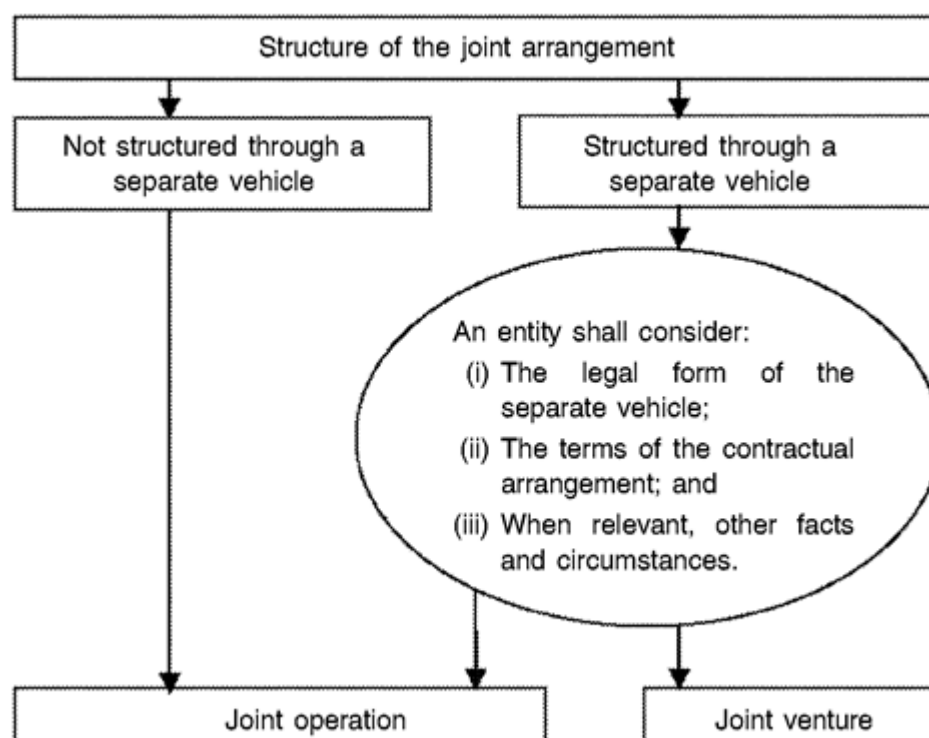 Structure of the joint arrangement
Not structured through a
separate vehicle
Structured through a
separate vehicle
An entity shall consider:
(i) The legal form of the
separate vehicle;
(ii) The terms of the contractual
arrangement; and
(iii) When relevant, other facts
and circumstances.
Joint operation
Joint venture